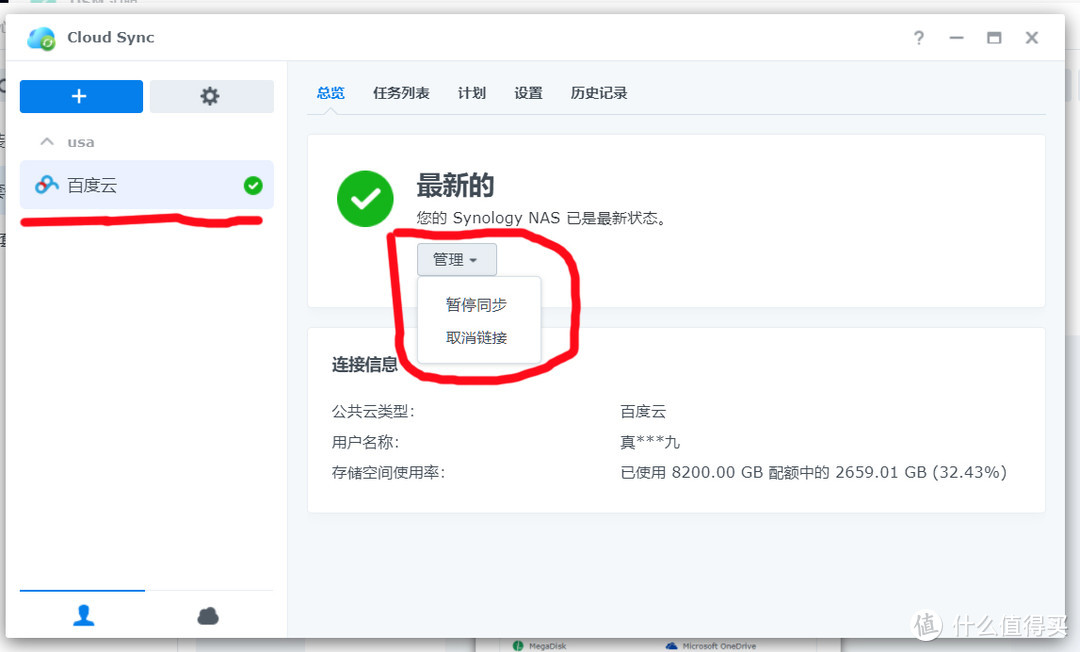 Cloud Sync
?
+
usa
百度云
总览 任务列表 计划 设置 历史记录
最新的
您的 Synology NAS 已是最新状态。
管理
暂停同步
取消链接
连接信息
公共云类型: 百度云
用户名称: 真***九
存储空间使用率: 已使用 8200.00 GB 配额中的 2659.01 GB (32.43%)
值 什么值得买
MegaDisk Microsoft OneDrive